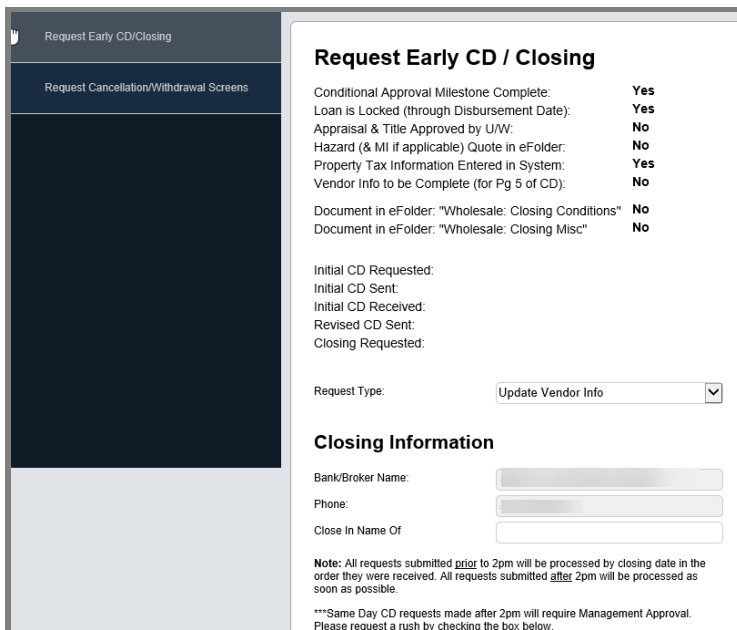 Request Early CD/Closing
Request Cancellation/Withdrawal Screens
Request Early CD / Closing
Conditional Approval Milestone Complete: Yes
Loan is Locked (through Disbursement Date): Yes
Appraisal & Title Approved by U/W: No
Hazard (& MI if applicable) Quote in eFolder: No
Property Tax Information Entered in System: Yes
Vendor Info to be Complete (for Pg 5 of CD): No
Document in eFolder: "Wholesale: Closing Conditions" No
Document in eFolder: "Wholesale: Closing Misc" No
Initial CD Requested:
Initial CD Sent:
Initial CD Received:
Revised CD Sent:
Closing Requested:
Request Type: Update Vendor Info
Closing Information
Bank/Broker Name:
Phone:
Close In Name Of
Note: All requests submitted prior to 2pm will be processed by closing date in the
order they were received. All requests submitted after 2pm will be processed as
soon as possible.
***Same Day CD requests made after 2pm will require Management Approval.
Please request a rush by checking the box below.